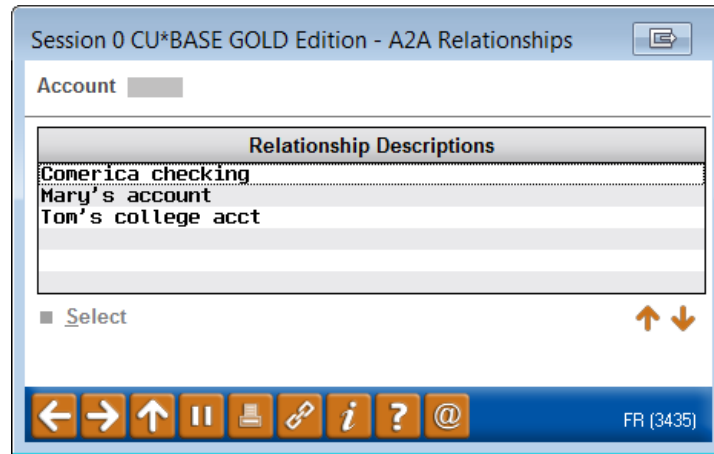 Session 0 CU*BASE GOLD Edition - A2A Relationships
Account
Relationship Descriptions
Comerica checking
Mary's account
Tom's college acct
Select
i ? @
FR (3435)